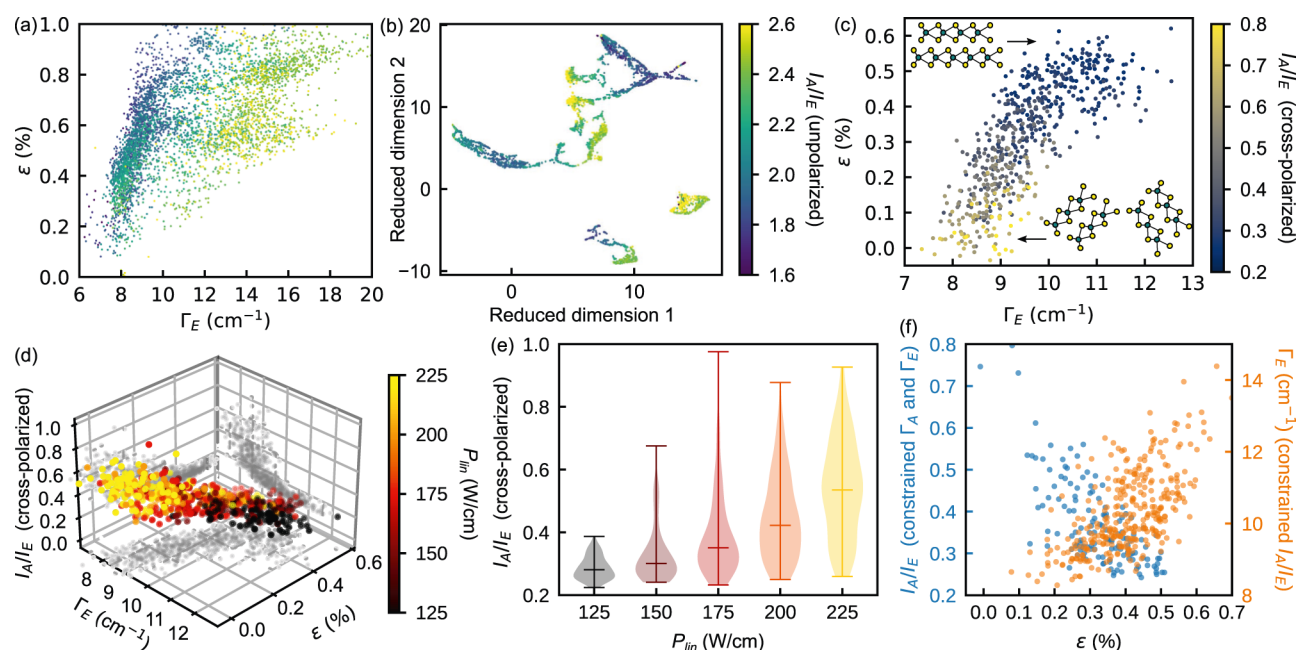 (a)
1.0
0.8
0.6
0.4
0.2
0.0
ε (%)
6 8 10 12 14 16 18 20
Γ_E (cm⁻¹)
(b)
20
10
0
−10
Reduced dimension 2
0 10
Reduced dimension 1
2.6
2.4
2.2
2.0
1.8
1.6
I_A/I_E (unpolarized)
(c)
0.6
0.5
0.4
0.3
0.2
0.1
0.0
ε (%)
7 8 9 10 11 12 13
Γ_E (cm⁻¹)
0.8
0.7
0.6
0.5
0.4
0.3
0.2
I_A/I_E (cross-polarized)
(d)
1.0
0.8
0.6
0.4
0.2
0.0
I_A/I_E (cross-polarized)
8
9
10
11
12
Γ_E (cm⁻¹)
0.0
0.2
0.4
0.6
ε (%)
225
200
175
150
125
P_lin (W/cm)
(e)
1.0
0.8
0.6
0.4
0.2
I_A/I_E (cross-polarized)
125 150 175 200 225
P_lin (W/cm)
(f)
0.8
0.7
0.6
0.5
0.4
0.3
0.2
I_A/I_E (constrained Γ_A and Γ_E)
0.0 0.1 0.2 0.3 0.4 0.5 0.6 0.7
ε (%)
14
12
10
8
Γ_E (cm⁻¹) (constrained I_A/I_E)